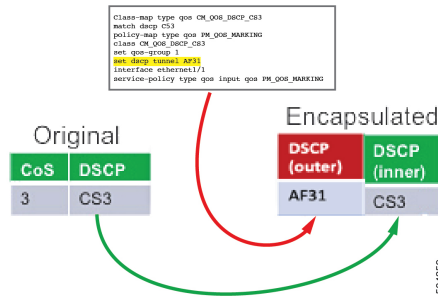 Class-map type qos CM_QOS_DSCP_CS3
match dscp CS3
policy-map type qos PM_QOS_MARKING
class CM_QOS_DSCP_CS3
set qos-group 1
set dscp tunnel AF31
interface ethernet1/1
service-policy type qos input qos PM_QOS_MARKING
Original
CoS DSCP
3 CS3
Encapsulated
DSCP (outer)
DSCP (inner)
AF31
CS3